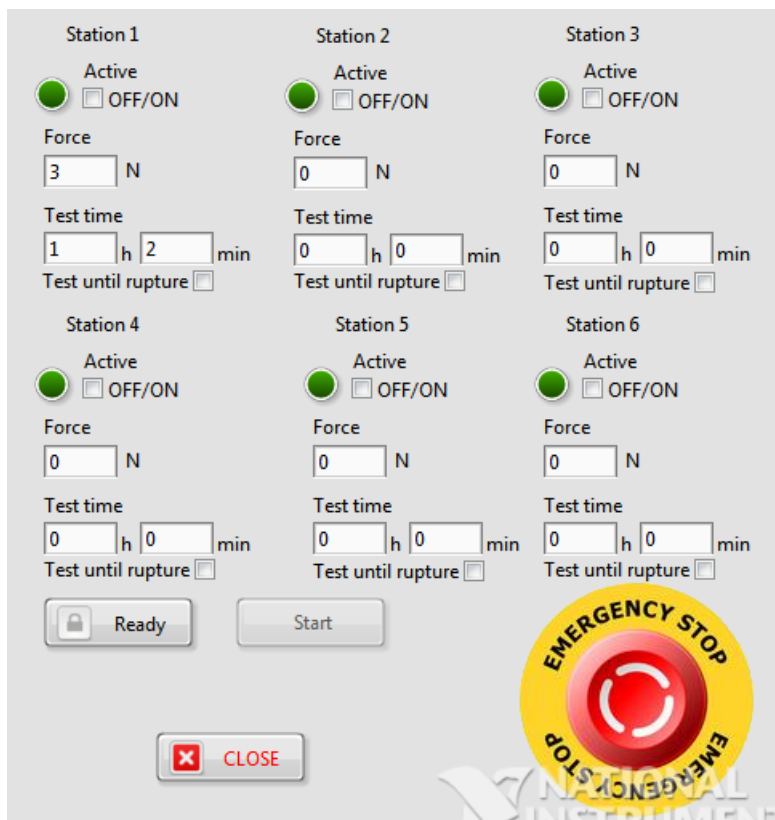 Station 1 Station 2 Station 3
Active Active Active
OFF/ON OFF/ON OFF/ON
Force Force Force
3 N 0 N 0 N
Test time Test time Test time
1 h 2 min 0 h 0 min 0 h 0 min
Test until rupture Test until rupture Test until rupture
Station 4 Station 5 Station 6
Active Active Active
OFF/ON OFF/ON OFF/ON
Force Force Force
0 N 0 N 0 N
Test time Test time Test time
0 h 0 min 0 h 0 min 0 h 0 min
Test until rupture Test until rupture Test until rupture
Ready Start
EMERGENCY STOP
EMERGENCY STOP
CLOSE
NATIONAL
INSTRUMENT